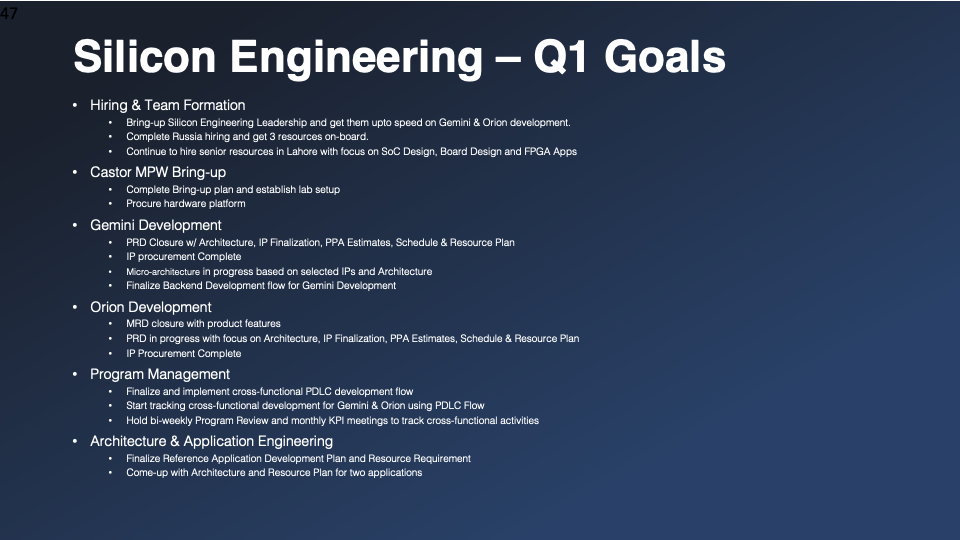 47
Silicon Engineering – Q1 Goals
• Hiring & Team Formation
• Bring-up Silicon Engineering Leadership and get them upto speed on Gemini & Orion development.
• Complete Russia hiring and get 3 resources on-board.
• Continue to hire senior resources in Lahore with focus on SoC Design, Board Design and FPGA Apps
• Castor MPW Bring-up
• Complete Bring-up plan and establish lab setup
• Procure hardware platform
• Gemini Development
• PRD Closure w/ Architecture, IP Finalization, PPA Estimates, Schedule & Resource Plan
• IP procurement Complete
• Micro-architecture in progress based on selected IPs and Architecture
• Finalize Backend Development flow for Gemini Development
• Orion Development
• MRD closure with product features
• PRD in progress with focus on Architecture, IP Finalization, PPA Estimates, Schedule & Resource Plan
• IP Procurement Complete
• Program Management
• Finalize and implement cross-functional PDLC development flow
• Start tracking cross-functional development for Gemini & Orion using PDLC Flow
• Hold bi-weekly Program Review and monthly KPI meetings to track cross-functional activities
• Architecture & Application Engineering
• Finalize Reference Application Development Plan and Resource Requirement
• Come-up with Architecture and Resource Plan for two applications